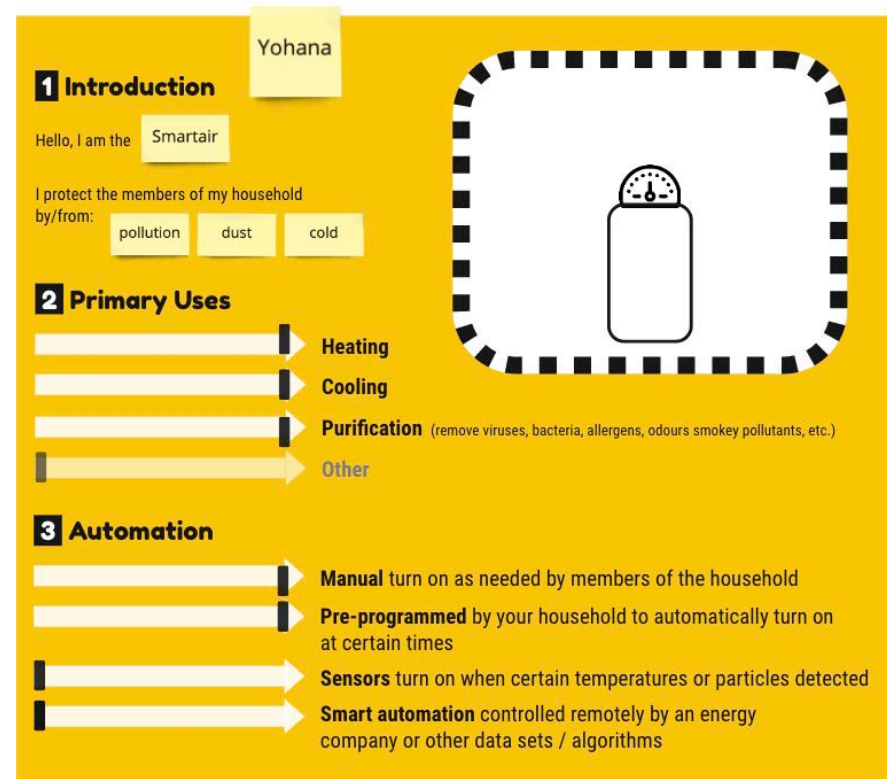 Yohana
1 Introduction
Hello, I am the Smartair
I protect the members of my household
by/from:
pollution dust cold
2 Primary Uses
Heating
Cooling
Purification (remove viruses, bacteria, allergens, odours smokey pollutants, etc.)
Other
3 Automation
Manual turn on as needed by members of the household
Pre-programmed by your household to automatically turn on
at certain times
Sensors turn on when certain temperatures or particles detected
Smart automation controlled remotely by an energy
company or other data sets / algorithms